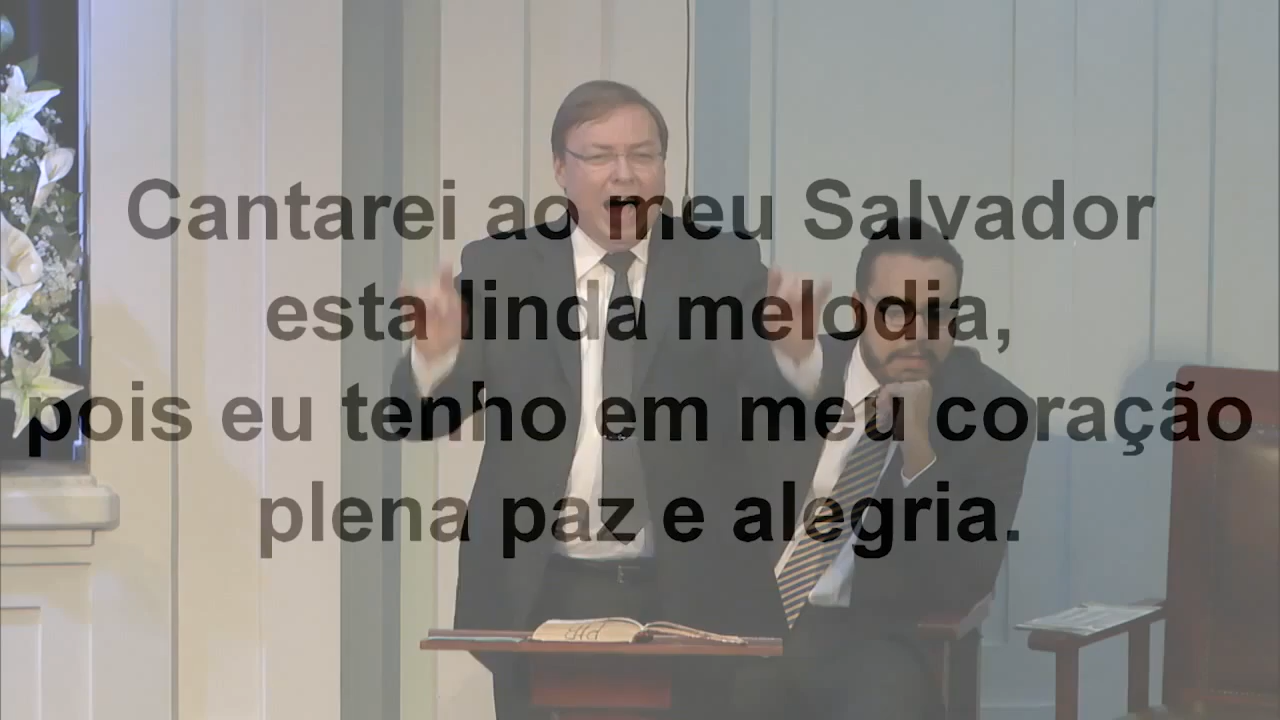 Cantarei ao meu Salvador
esta linda melodia,
pois eu tenho em meu coração
plena paz e alegria.